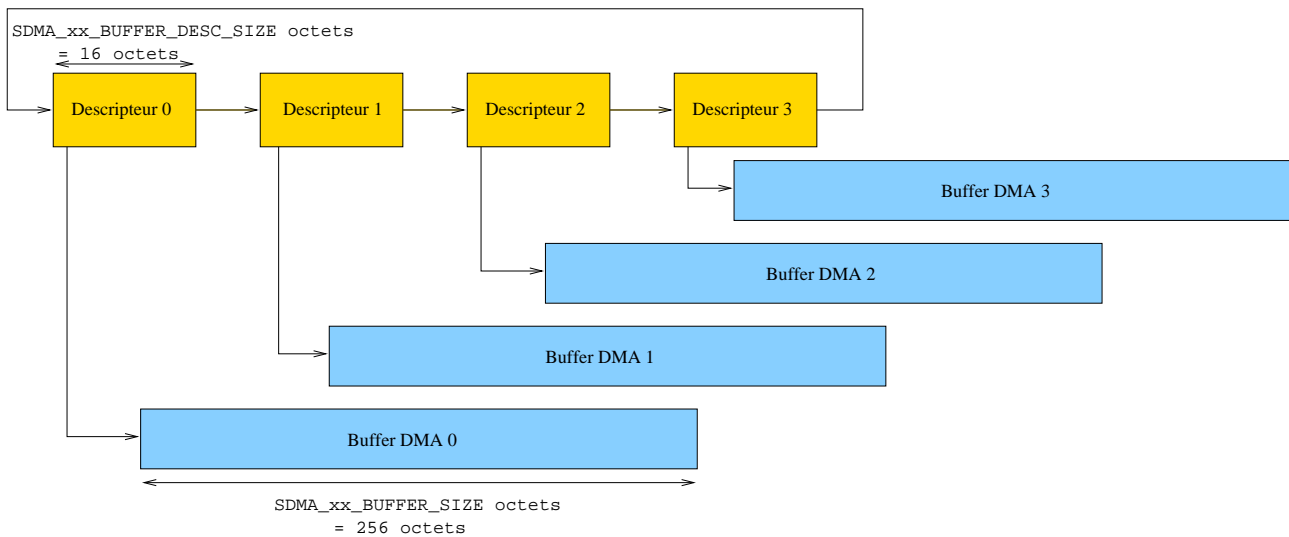 SDMA_xx_BUFFER_DESC_SIZE octets
= 16 octets
Descripteur 0
Descripteur 1
Descripteur 2
Descripteur 3
Buffer DMA 3
Buffer DMA 2
Buffer DMA 1
Buffer DMA 0
SDMA_xx_BUFFER_SIZE octets
= 256 octets